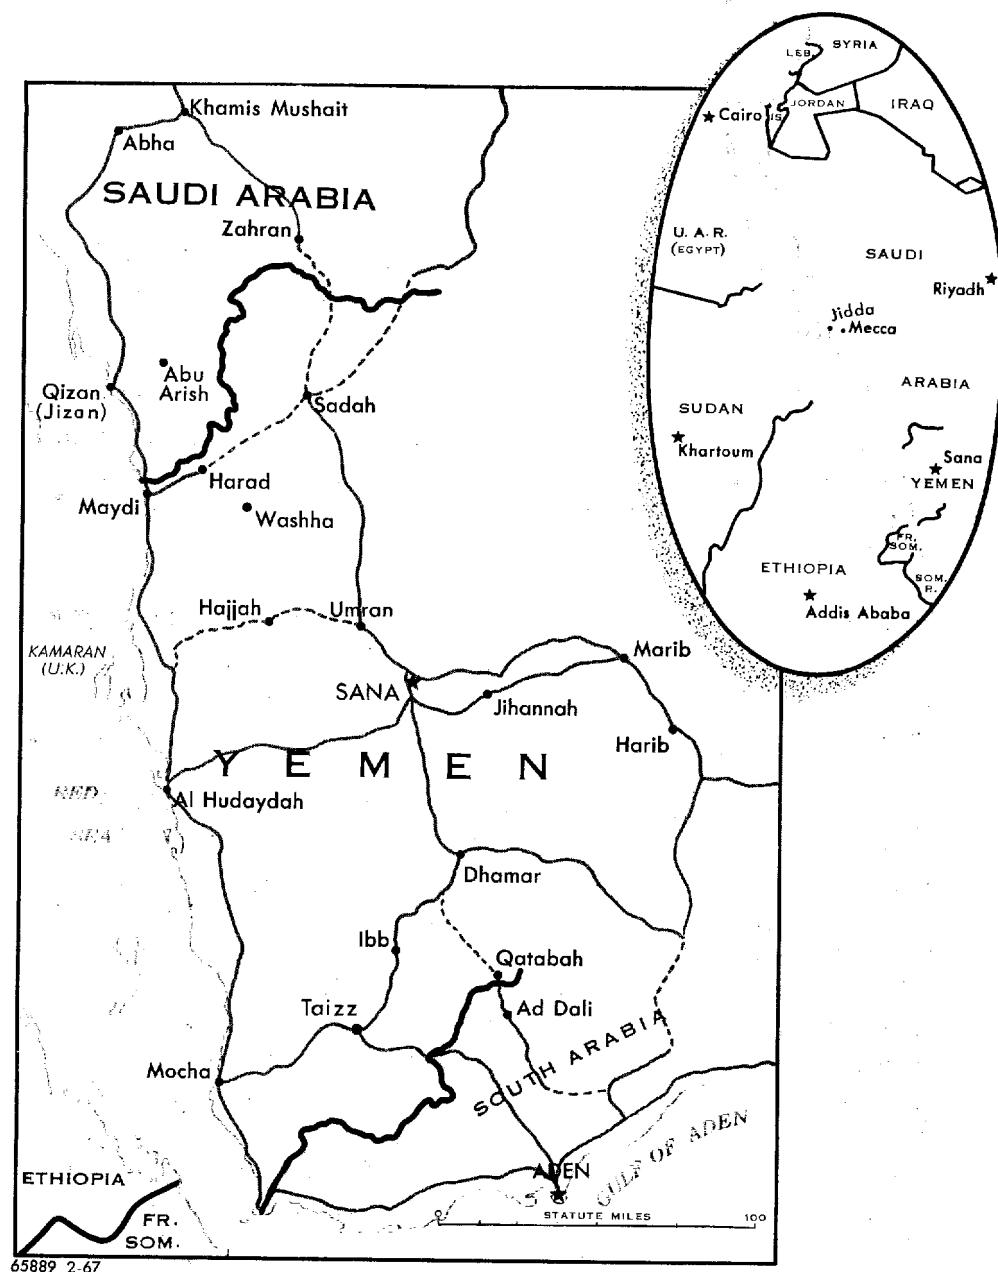 Khamis Mushait
Abha
SAUDI ARABIA
Zahran
Abu
Arish
Qizan
(Jizan)
Sadah
Harad
Maydi
Washha
Hajjah
Umran
KAMARAN
(U.K.)
Marib
SANA
Jihannah
Harib
YEMEN
Al Hudaydah
RED
SEA
Dhamar
Ibb
Qatabah
Taizz
Ad Dali
SOUTH ARABIA
Mocha
GULF OF ADEN
ADEN
ETHIOPIA
FR.
SOM.
0 100
STATUTE MILES
65889 2-67
LEB.
SYRIA
Cairo
IS.
JORDAN
IRAQ
U. A. R.
(EGYPT)
SAUDI
Riyadh
Jidda
Mecca
ARABIA
SUDAN
Khartoum
Sana
YEMEN
FR.
SOM.
ETHIOPIA
SOM.
R.
Addis Ababa